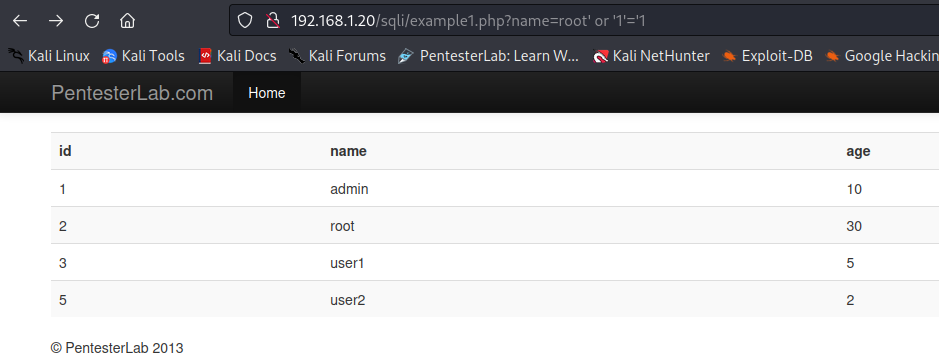 192.168.1.20/sqli/example1.php?name=root' or '1'='1
Kali Linux Kali Tools Kali Docs Kali Forums PentesterLab: Learn W... Kali NetHunter Exploit-DB Google Hackin
PentesterLab.com Home
id name age
1 admin 10
2 root 30
3 user1 5
5 user2 2
© PentesterLab 2013